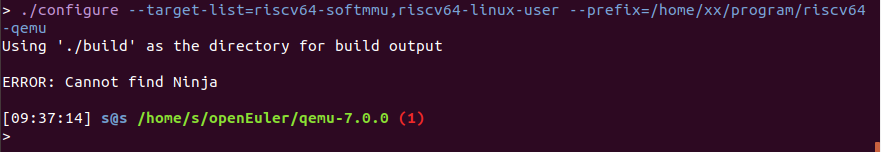 > ./configure --target-list=riscv64-softmmu,riscv64-linux-user --prefix=/home/xx/program/riscv64
-qemu
Using './build' as the directory for build output
ERROR: Cannot find Ninja
[09:37:14] s@s /home/s/openEuler/qemu-7.0.0 (1)
>